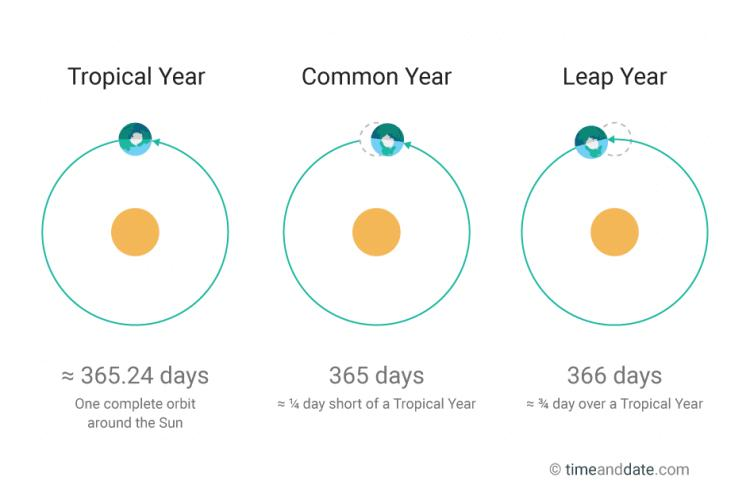 Tropical Year
Common Year
Leap Year
≈ 365.24 days
One complete orbit
around the Sun
365 days
≈ ¼ day short of a Tropical Year
366 days
≈ ¾ day over a Tropical Year
© timeanddate.com